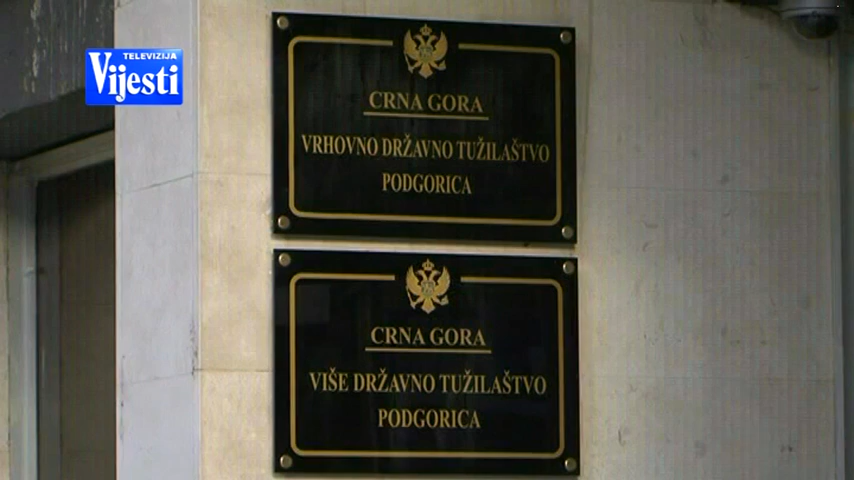 TELEVIZIJA
Vijesti
CRNA GORA
VRHOVNO DRŽAVNO TUŽILAŠTVO
PODGORICA
CRNA GORA
VIŠE DRŽAVNO TUŽILAŠTVO
PODGORICA